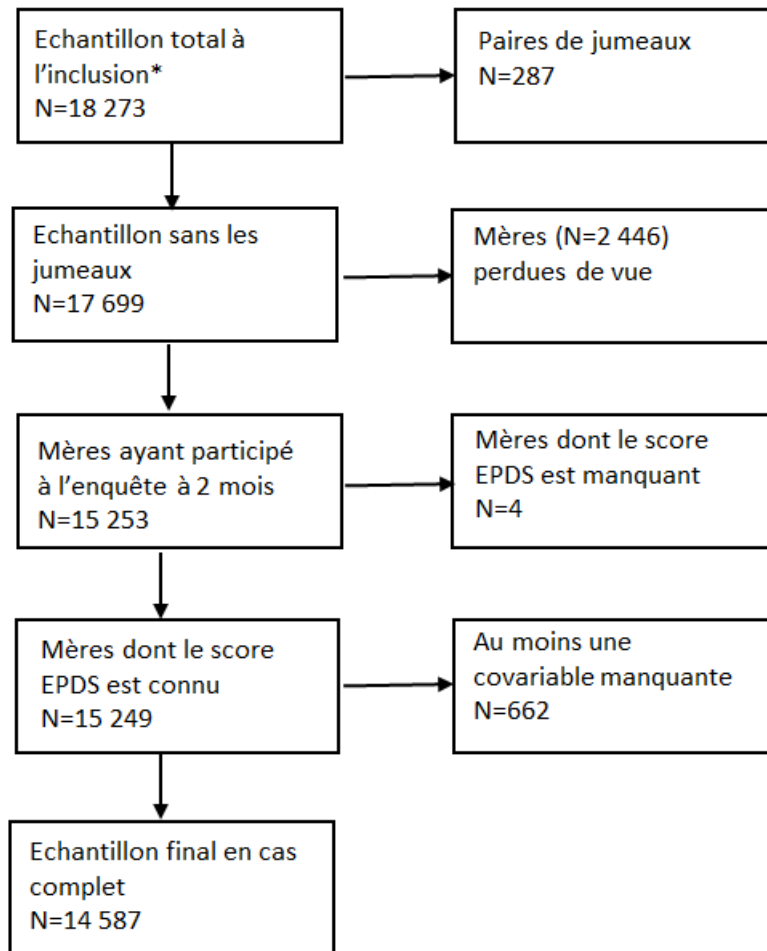 Echantillon total à
l'inclusion*
N=18 273
Paires de jumeaux
N=287
Echantillon sans les
jumeaux
N=17 699
Mères (N=2 446)
perdues de vue
Mères ayant participé
à l'enquête à 2 mois
N=15 253
Mères dont le score
EPDS est manquant
N=4
Mères dont le score
EPDS est connu
N=15 249
Au moins une
covariable manquante
N=662
Echantillon final en cas
complet
N=14 587